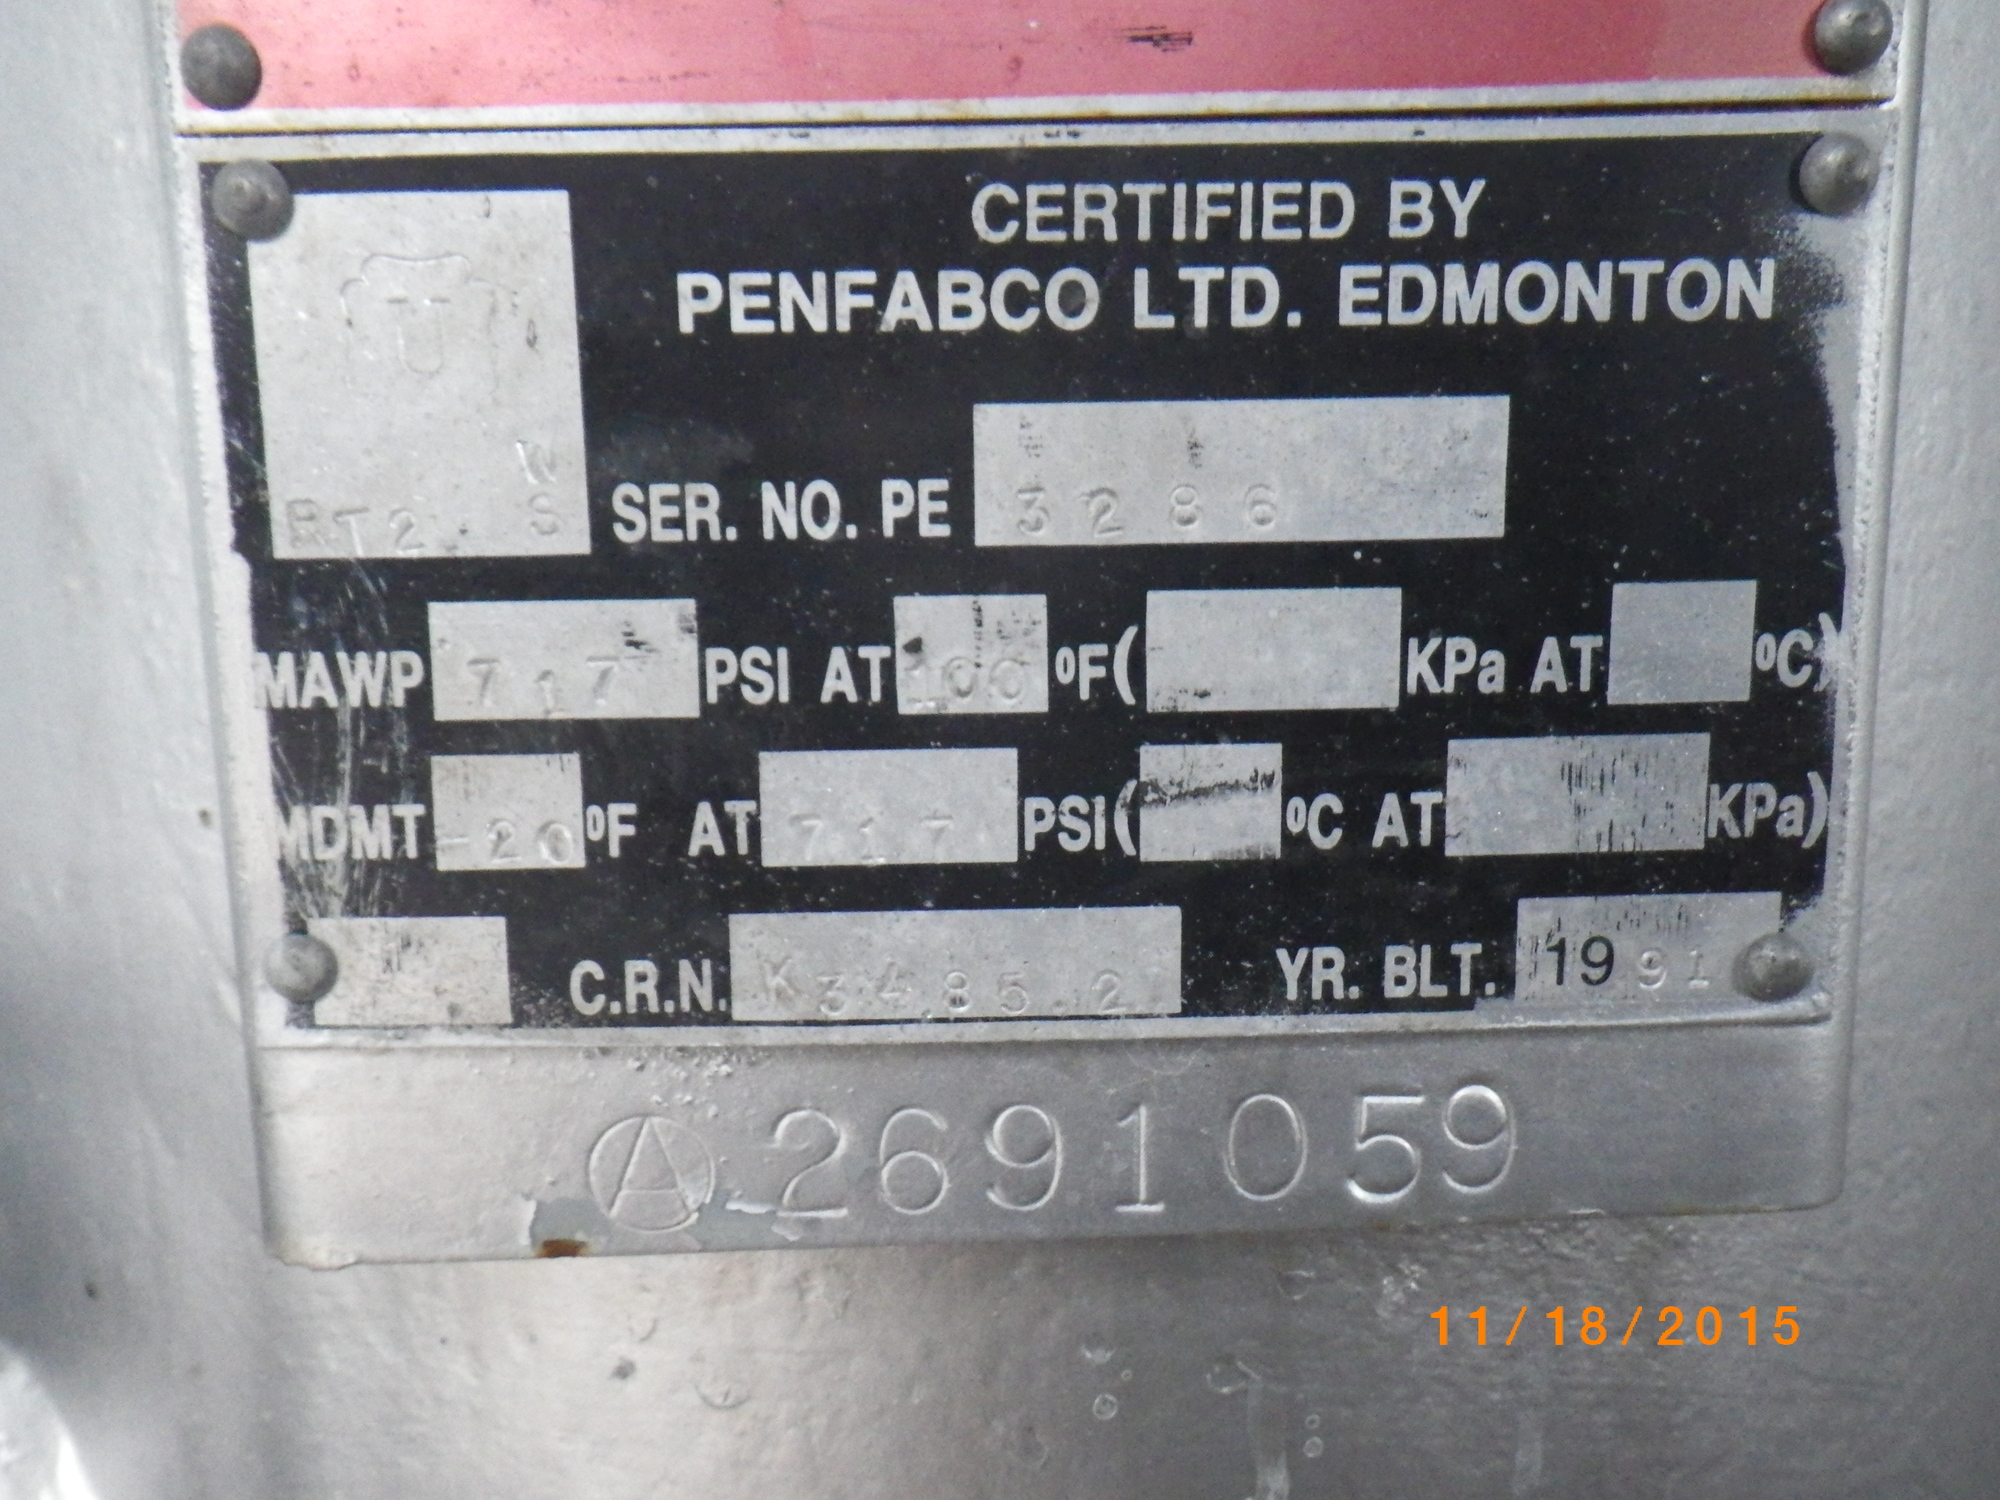 CERTIFIED BY
PENFABCO LTD. EDMONTON
U
W
RT2 S
SER. NO. PE 3286
MAWP 717 PSI AT 100 ºF( KPa AT ºC)
MDMT -20 ºF AT 717 PSI( ºC AT KPa)
C.R.N. K3485.2 YR. BLT. 1991
A 2691059
11/18/2015